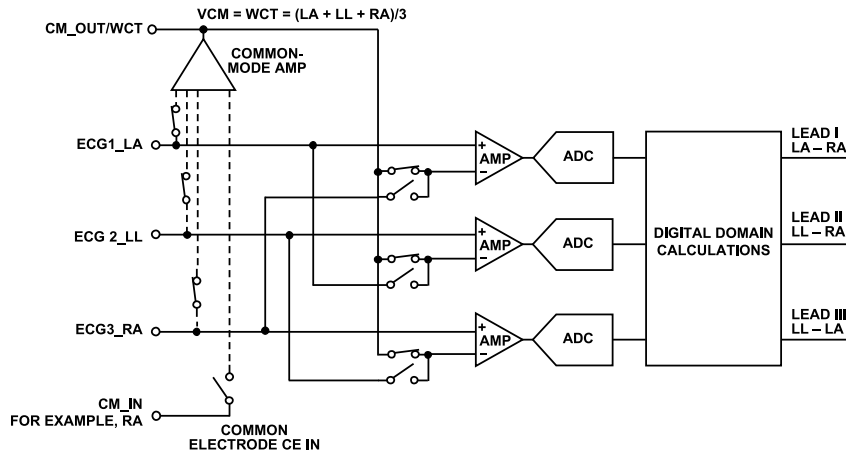 VCM = WCT = (LA + LL + RA)/3
CM_OUT/WCT
COMMON-
MODE AMP
ECG1_LA
+
AMP
–
ADC
LEAD I
LA – RA
ECG 2_LL
+
AMP
–
ADC
DIGITAL DOMAIN
CALCULATIONS
LEAD II
LL – RA
ECG3_RA
+
AMP
–
ADC
LEAD III
LL – LA
CM_IN
FOR EXAMPLE, RA
COMMON
ELECTRODE CE IN